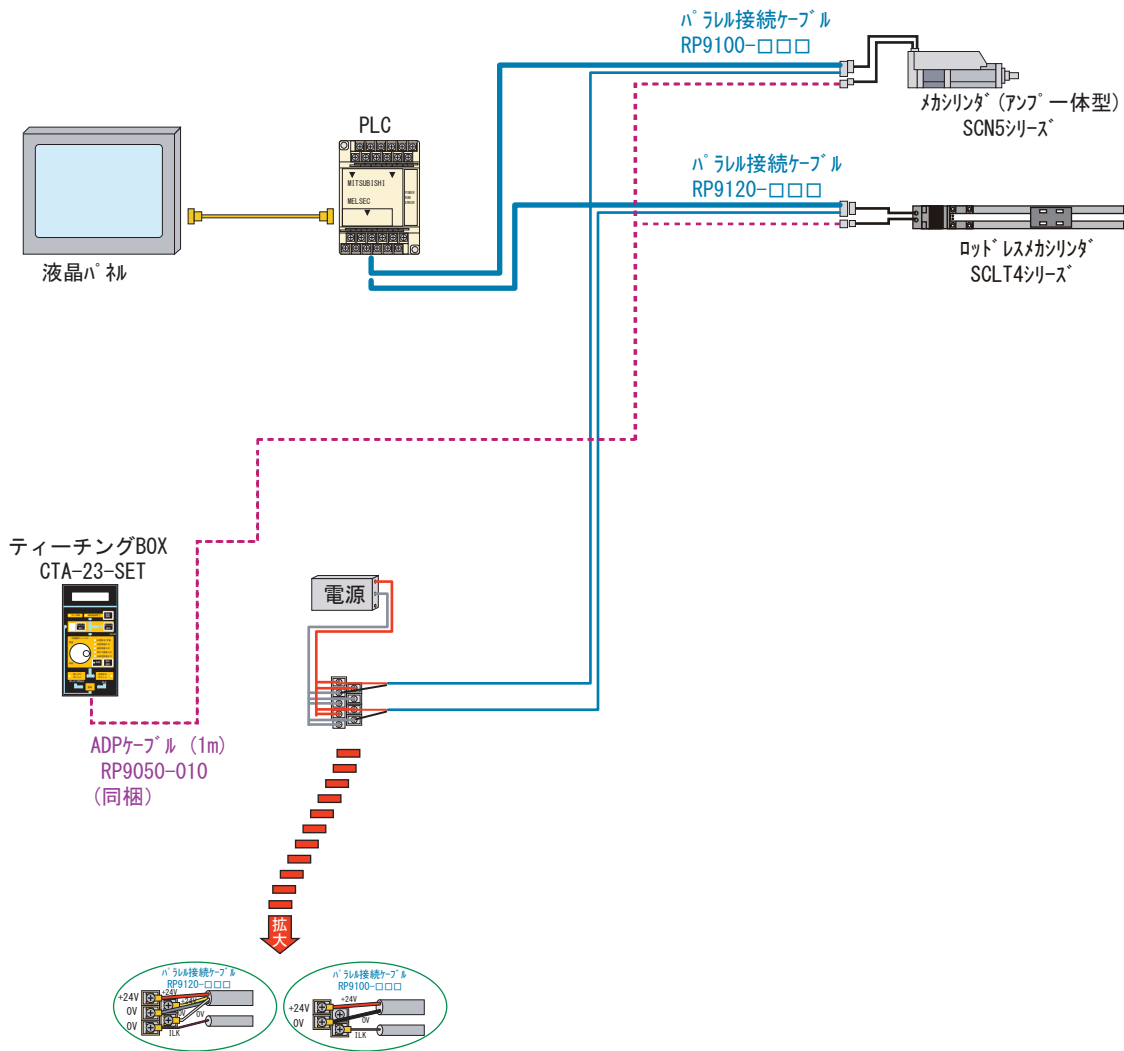 パラレル接続ケーブル
RP9100-□□□
メカシリンダ(アンプ一体型)
SCN5シリーズ
PLC
MITSUBISHI
MELSEC
パラレル接続ケーブル
RP9120-□□□
ロッドレスメカシリンダ
SCLT4シリーズ
液晶パネル
ティーチングBOX
CTA-23-SET
電源
ADPケーブル (1m)
RP9050-010
(同梱)
拡大
パラレル接続ケーブル
RP9120-□□□
+24V
+24V
0V
0V
0V
ILK
パラレル接続ケーブル
RP9100-□□□
+24V
+24V
0V
0V
ILK